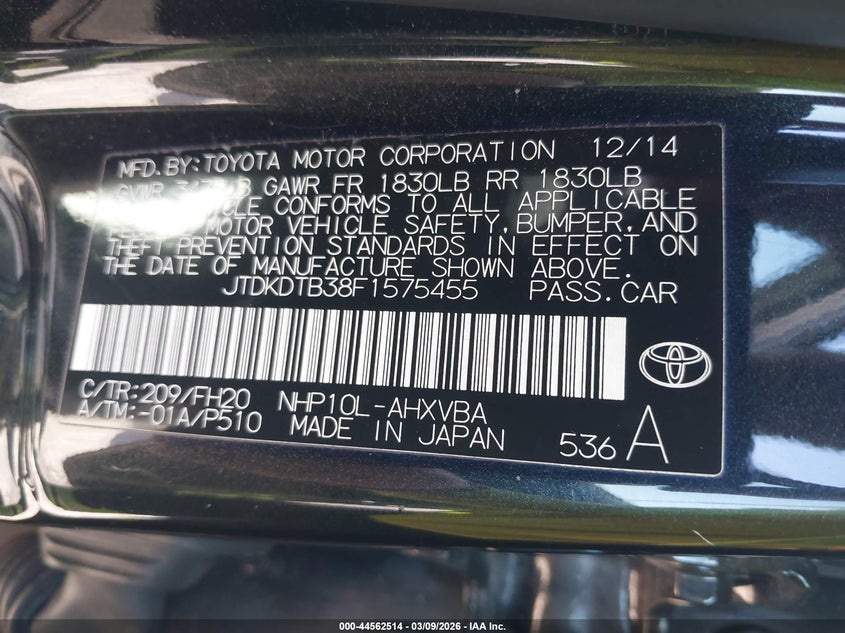 MFD. BY: TOYOTA MOTOR CORPORATION 12/14
GVWR GAWR FR 1830LB RR 1830LB
CONFORMS TO ALL APPLICABLE
MOTOR VEHICLE SAFETY, BUMPER, AND
THEFT PREVENTION STANDARDS IN EFFECT ON
THE DATE OF MANUFACTURE SHOWN ABOVE.
JTDKDTB38F1575455 PASS. CAR
C/TR: 209/FH20 NHP10L-AHXVBA
A/TM: -01A/P510 MADE IN JAPAN 536 A
000-44562514 - 03/09/2026 - IAA Inc.